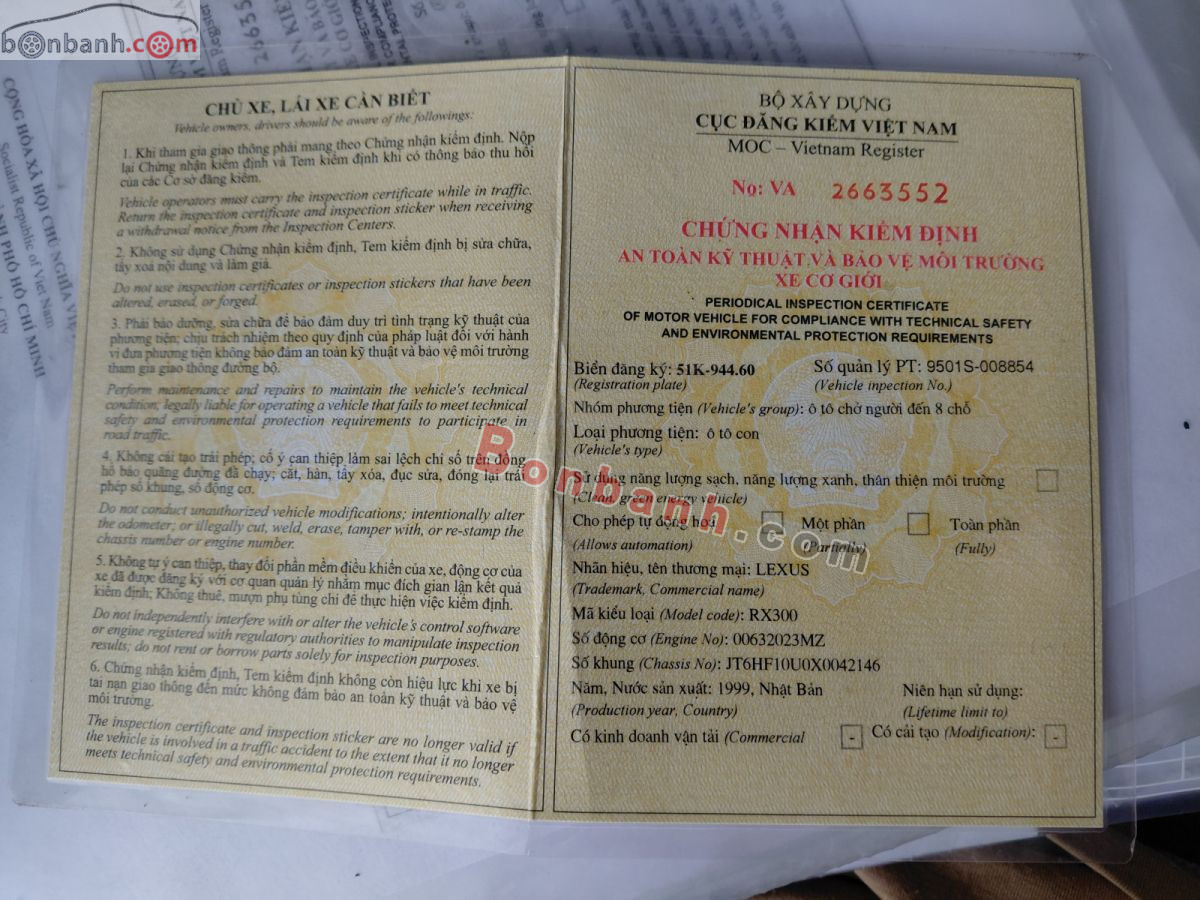 bonbanh.com
CỘNG HÒA XÃ HỘI CHỦ NGHĨA VIỆ
Socialist Republic of Viet Nam
NH PHỐ HỒ CHÍ MINH
City
CHỦ XE, LÁI XE CẦN BIẾT
Vehicle owners, drivers should be aware of the followings:
1. Khi tham gia giao thông phải mang theo Chứng nhận kiểm định. Nộp
lại Chứng nhận kiểm định và Tem kiểm định khi có thông báo thu hồi
của các Cơ sở đăng kiểm.
Vehicle operators must carry the inspection certificate while in traffic.
Return the inspection certificate and inspection sticker when receiving
a withdrawal notice from the Inspection Centers.
2. Không sử dụng Chứng nhận kiểm định, Tem kiểm định bị sửa chữa,
tẩy xoá nội dung và làm giả.
Do not use inspection certificates or inspection stickers that have been
altered, erased, or forged.
3. Phải bảo dưỡng, sửa chữa để bảo đảm duy trì tình trạng kỹ thuật của
phương tiện; chịu trách nhiệm theo quy định của pháp luật đối với hành
vi đưa phương tiện không bảo đảm an toàn kỹ thuật và bảo vệ môi trường
tham gia giao thông đường bộ.
Perform maintenance and repairs to maintain the vehicle's technical
condition; legally liable for operating a vehicle that fails to meet technical
safety and environmental protection requirements to participate in
road traffic.
4. Không cải tạo trái phép; cố ý can thiệp làm sai lệch chỉ số trên đồng
hồ báo quãng đường đã chạy; cắt, hàn, tẩy xóa, đục sửa, đóng lại trái
phép số khung, số động cơ.
Do not conduct unauthorized vehicle modifications; intentionally alter
the odometer; or illegally cut, weld, erase, tamper with, or re-stamp the
chassis number or engine number.
5. Không tự ý can thiệp, thay đổi phần mềm điều khiển của xe, động cơ của
xe đã được đăng ký với cơ quan quản lý nhằm mục đích gian lận kết quả
kiểm định; Không thuê, mượn phụ tùng chỉ để thực hiện việc kiểm định.
Do not independently interfere with or alter the vehicle's control software
or engine registered with regulatory authorities to manipulate inspection
results; do not rent or borrow parts solely for inspection purposes.
6. Chứng nhận kiểm định, Tem kiểm định không còn hiệu lực khi xe bị
tai nạn giao thông đến mức không đảm bảo an toàn kỹ thuật và bảo vệ
môi trường.
The inspection certificate and inspection sticker are no longer valid if
the vehicle is involved in a traffic accident to the extent that it no longer
meets technical safety and environmental protection requirements.
BỘ XÂY DỰNG
CỤC ĐĂNG KIỂM VIỆT NAM
MOC – Vietnam Register
No: VA 2663552
CHỨNG NHẬN KIỂM ĐỊNH
AN TOÀN KỸ THUẬT VÀ BẢO VỆ MÔI TRƯỜNG
XE CƠ GIỚI
PERIODICAL INSPECTION CERTIFICATE
OF MOTOR VEHICLE FOR COMPLIANCE WITH TECHNICAL SAFETY
AND ENVIRONMENTAL PROTECTION REQUIREMENTS
Biển đăng ký: 51K-944.60 Số quản lý PT: 9501S-008854
(Registration plate) (Vehicle inpection No.)
Nhóm phương tiện (Vehicle's group): ô tô chở người đến 8 chỗ
Loại phương tiện: ô tô con
(Vehicle's type)
Sử dụng năng lượng sạch, năng lượng xanh, thân thiện môi trường
(Clean, green energy vehicle)
Cho phép tự động hoá Một phần Toàn phần
(Allows automation) (Partially) (Fully)
Nhãn hiệu, tên thương mại: LEXUS
(Trademark, Commercial name)
Mã kiểu loại (Model code): RX300
Số động cơ (Engine No): 00632023MZ
Số khung (Chassis No): JT6HF10U0X0042146
Năm, Nước sản xuất: 1999, Nhật Bản Niên hạn sử dụng:
(Production year, Country) (Lifetime limit to)
Có kinh doanh vận tải (Commercial - Có cải tạo (Modification): -
Bonbanh.com